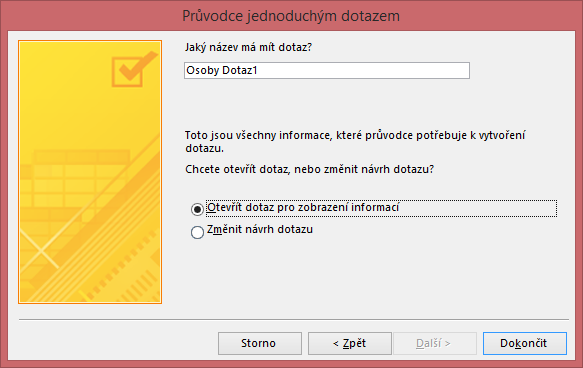 Průvodce jednoduchým dotazem
Jaký název má mít dotaz?
Osoby Dotaz1
Toto jsou všechny informace, které průvodce potřebuje k vytvoření
dotazu.
Chcete otevřít dotaz, nebo změnit návrh dotazu?
Otevřít dotaz pro zobrazení informací
Změnit návrh dotazu
Storno
< Zpět
Další >
Dokončit